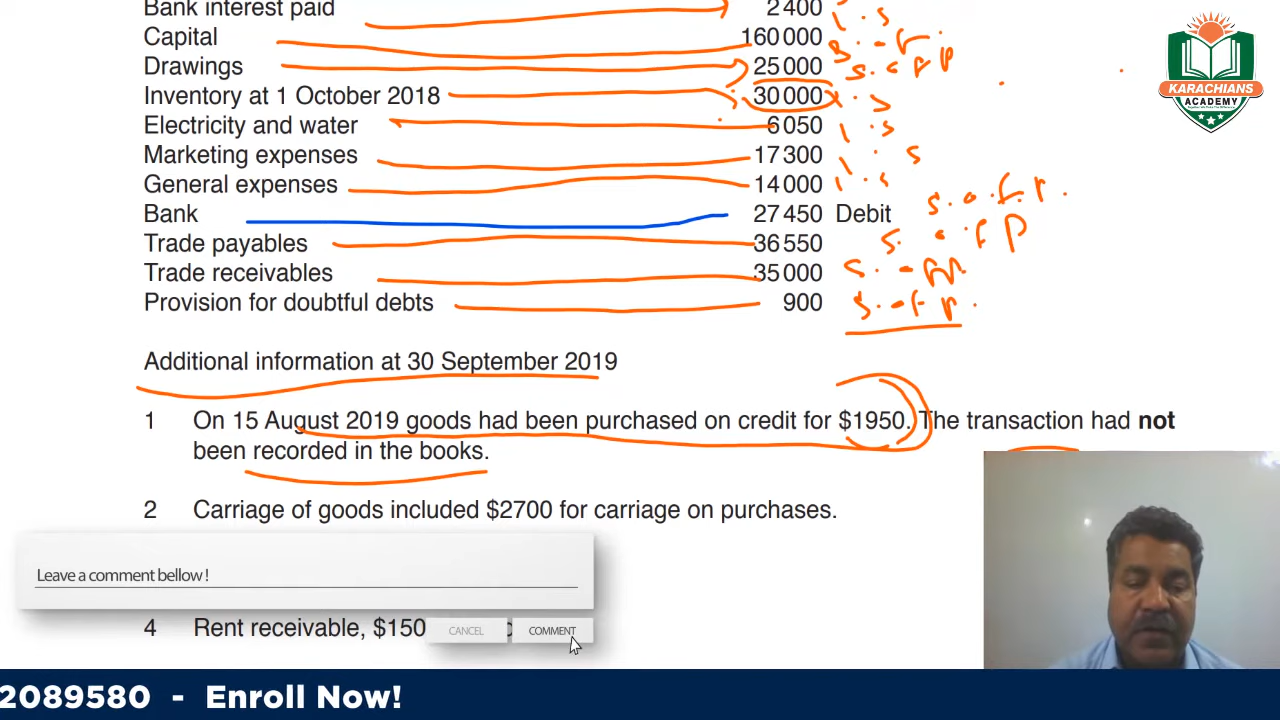 Bank interest paid 2 400 I.S
Capital 160 000 S.o.F.
KARACHIANS
ACADEMY
Drawings 25 000 S.o.F.P
Inventory at 1 October 2018 30 000 I.S
Electricity and water 6 050 I.S
Marketing expenses 17 300 I.S
General expenses 14 000 I.S
Bank 27 450 Debit S.o.F.P.
Trade payables 36 550 S.o.F.P
Trade receivables 35 000 S.o.F.P.
Provision for doubtful debts 900 S.o.F.P.
Additional information at 30 September 2019
1 On 15 August 2019 goods had been purchased on credit for $1950. The transaction had not
been recorded in the books.
2 Carriage of goods included $2700 for carriage on purchases.
Leave a comment bellow !
4 Rent receivable, $150
CANCEL COMMENT
2089580 - Enroll Now!